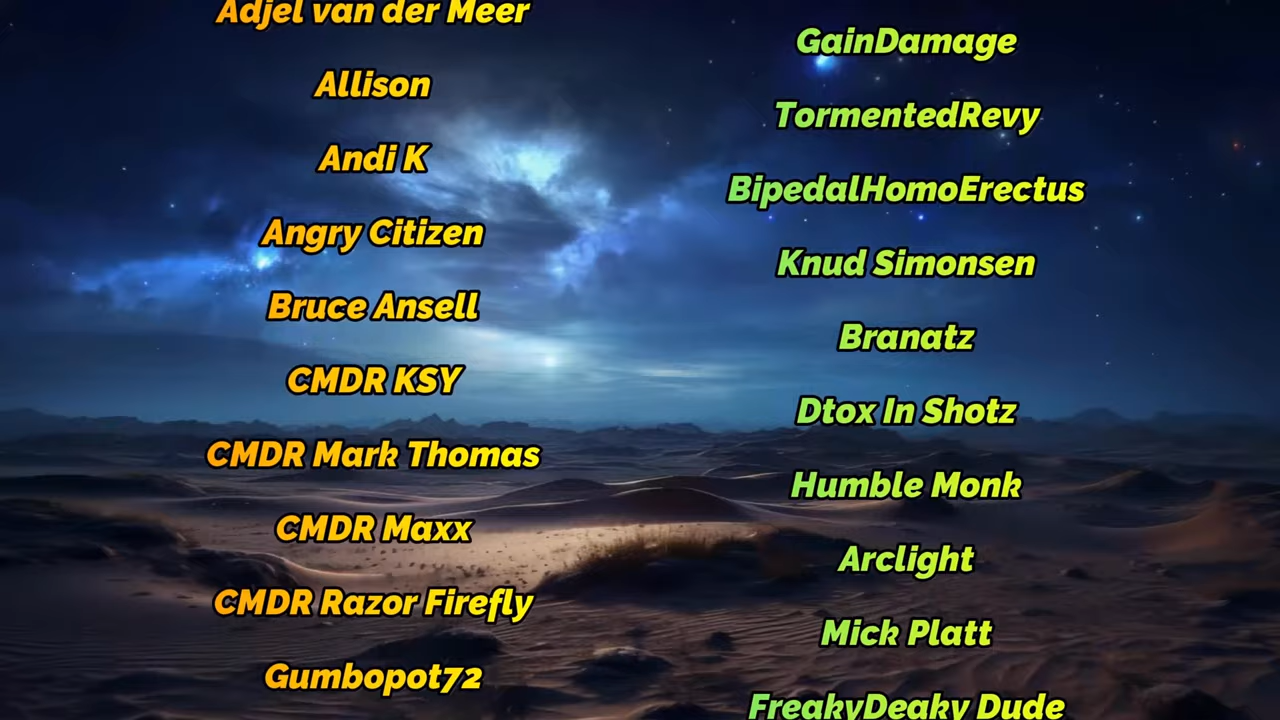 Adjel van der Meer
Allison
Andi K
Angry Citizen
Bruce Ansell
CMDR KSY
CMDR Mark Thomas
CMDR Maxx
CMDR Razor Firefly
Gumbopot72
GainDamage
TormentedRevy
BipedalHomoErectus
Knud Simonsen
Branatz
Dtox In Shotz
Humble Monk
Arclight
Mick Platt
FreakyDeaky Dude